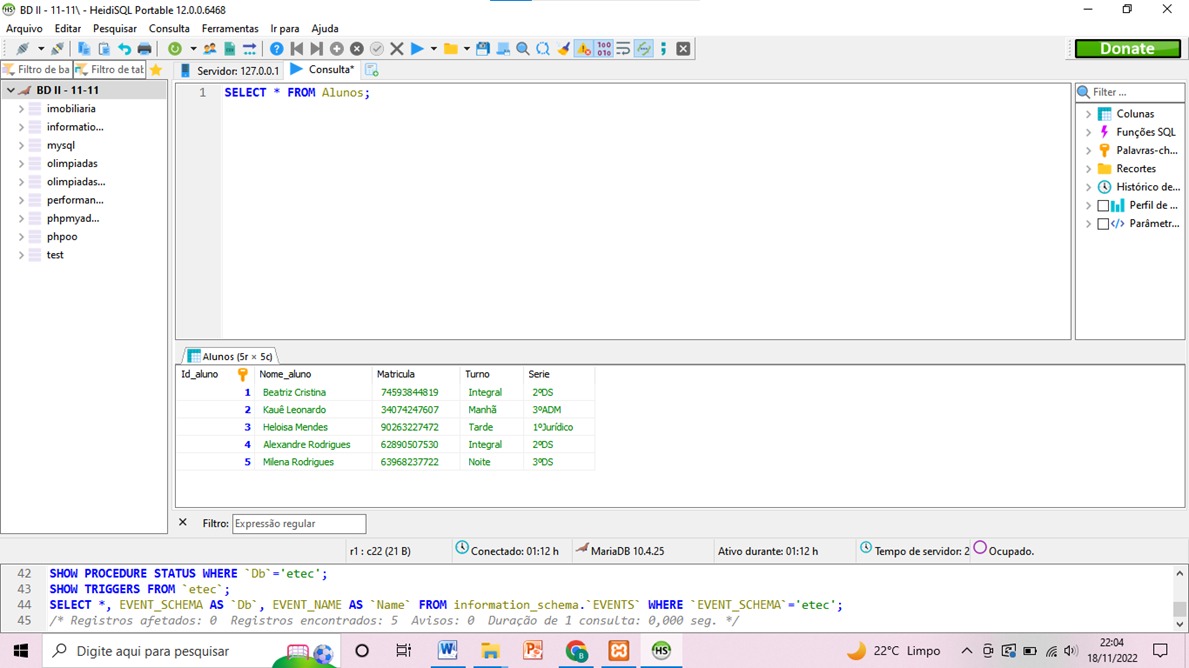 BD II - 11-11\ - HeidiSQL Portable 12.0.0.6468
Arquivo Editar Pesquisar Consulta Ferramentas Ir para Ajuda
Donate
Filtro de ba Filtro de tal Servidor: 127.0.0.1 Consulta*
BD II - 11-11
imobiliaria
informatio...
mysql
olimpiadas
olimpiadas...
performan...
phpmyad...
phpoo
test
1 SELECT * FROM Alunos;
Filter ...
Colunas
Funções SQL
Palavras-ch...
Recortes
Histórico de...
Perfil de ...
Parâmetr...
Alunos (5r × 5c)
Id_aluno Nome_aluno Matricula Turno Serie
1 Beatriz Cristina 74593844819 Integral 2ºDS
2 Kauê Leonardo 34074247607 Manhã 3ºADM
3 Heloisa Mendes 90263227472 Tarde 1ºJurídico
4 Alexandre Rodrigues 62890507530 Integral 2ºDS
5 Milena Rodrigues 63968237722 Noite 3ºDS
Filtro: Expressão regular
r1 : c22 (21 B) Conectado: 01:12 h MariaDB 10.4.25 Ativo durante: 01:12 h Tempo de servidor: 2 Ocupado.
42 SHOW PROCEDURE STATUS WHERE `Db`='etec';
43 SHOW TRIGGERS FROM `etec`;
44 SELECT *, EVENT_SCHEMA AS `Db`, EVENT_NAME AS `Name` FROM information_schema.`EVENTS` WHERE `EVENT_SCHEMA`='etec';
45 /* Registros afetados: 0 Registros encontrados: 5 Avisos: 0 Duração de 1 consulta: 0,000 seg. */
Digite aqui para pesquisar
22°C Limpo
22:04
18/11/2022